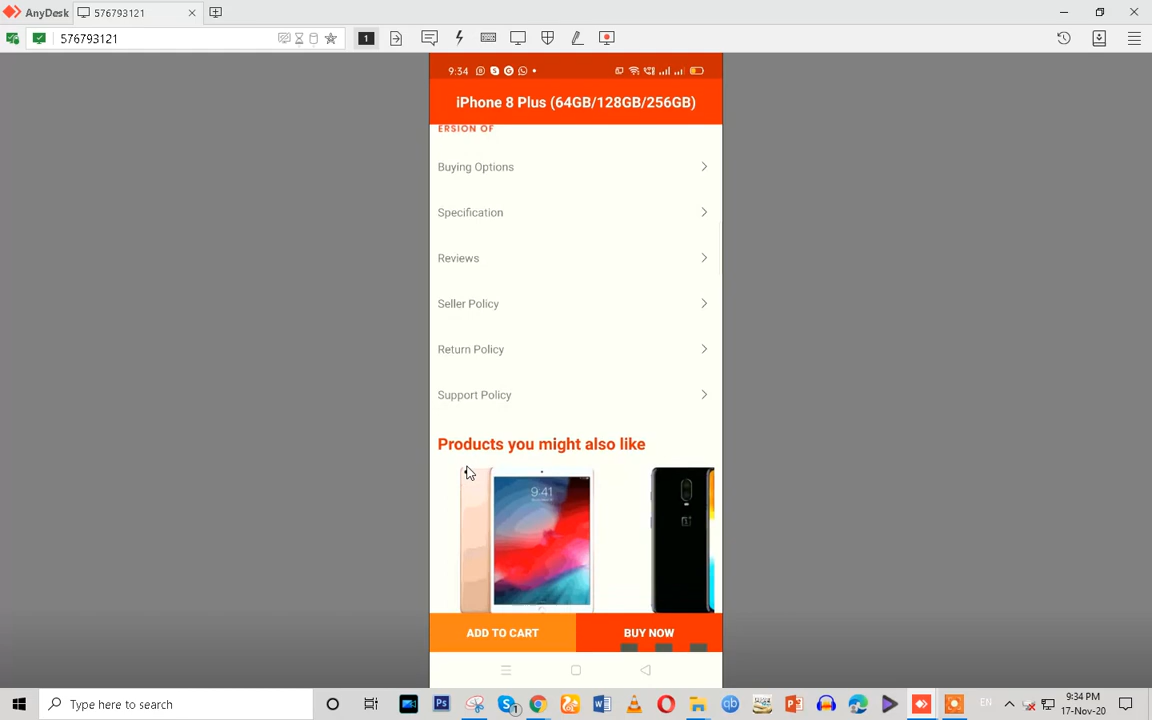 AnyDesk
576793121
576793121
1
9:34
iPhone 8 Plus (64GB/128GB/256GB)
ERSION OF
Buying Options
Specification
Reviews
Seller Policy
Return Policy
Support Policy
Products you might also like
9:41
ADD TO CART
BUY NOW
Type here to search
EN
9:34 PM
17-Nov-20